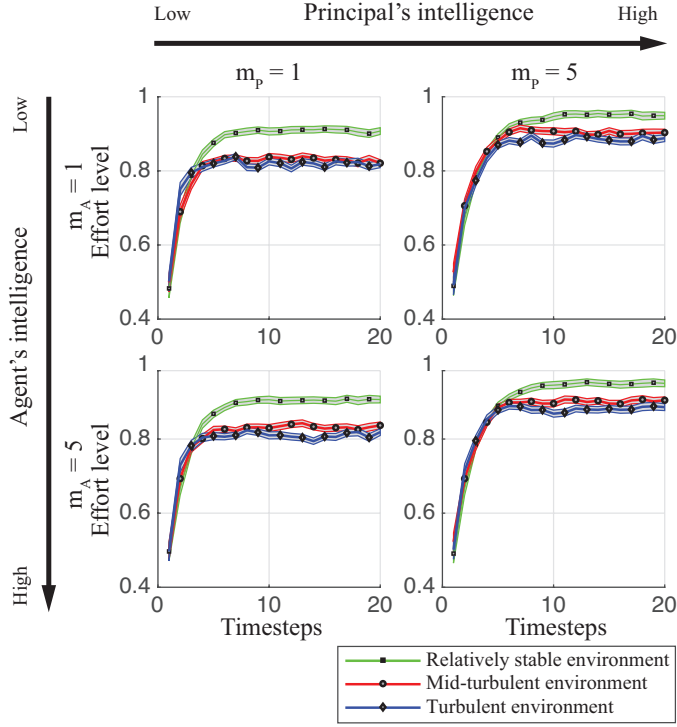 Low Principal's intelligence High
m_P = 1 m_P = 5
Agent's intelligence
Low
High
m_A = 1
Effort level
1
0.8
0.6
0.4
0 10 20
1
0.8
0.6
0.4
0 10 20
m_A = 5
Effort level
1
0.8
0.6
0.4
0 10 20
Timesteps
1
0.8
0.6
0.4
0 10 20
Timesteps
Relatively stable environment
Mid-turbulent environment
Turbulent environment